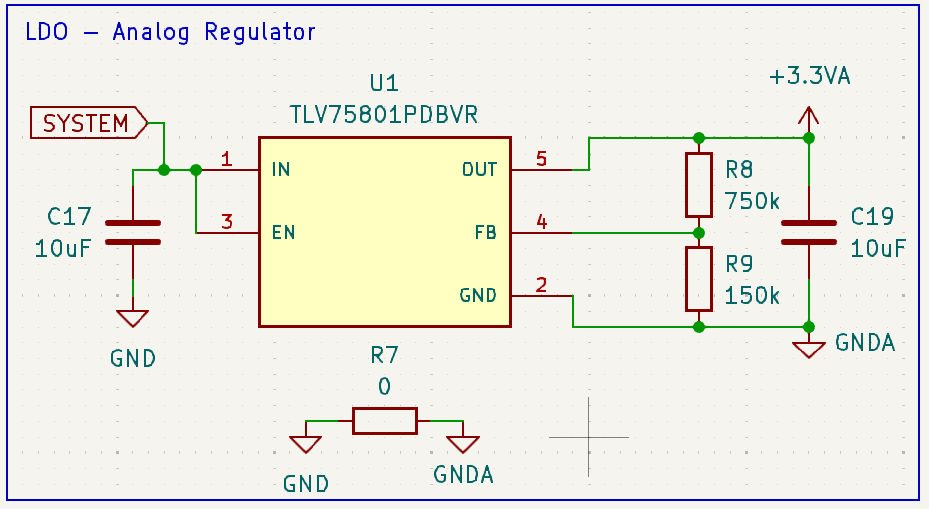 LDO – Analog Regulator
U1
TLV75801PDBVR
+3.3VA
SYSTEM
1
IN
OUT
5
R8
750k
C17
10uF
3
EN
FB
4
C19
10uF
R9
150k
GND
2
GND
GNDA
R7
0
GND
GNDA